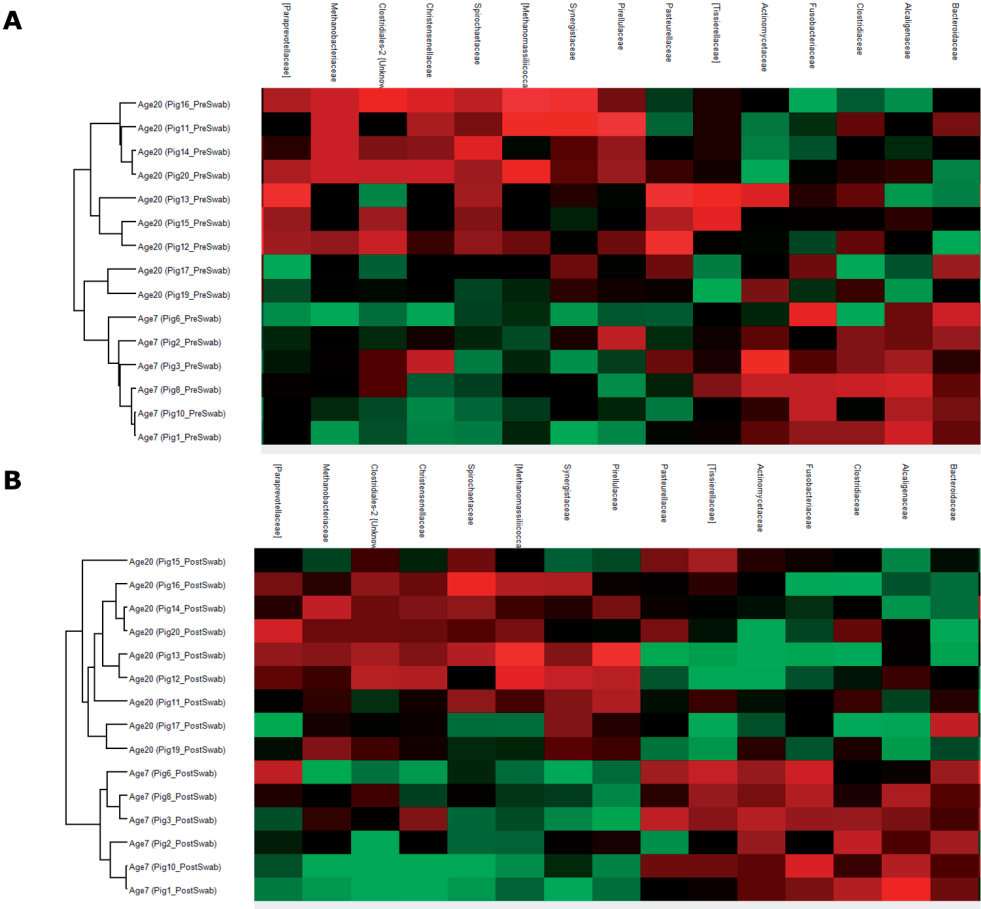 A
[Paraprevotellaceae]
Methanobacteriaceae
Clostridiales-2 [Unknow
Christensenellaceae
Spirochaetaceae
[Methanomassiliicocca
Synergistaceae
Pirellulaceae
Pasteurellaceae
[Tissierellaceae]
Actinomycetaceae
Fusobacteriaceae
Clostridiaceae
Alcaligenaceae
Bacteroidaceae
Age20 (Pig16_PreSwab)
Age20 (Pig11_PreSwab)
Age20 (Pig14_PreSwab)
Age20 (Pig20_PreSwab)
Age20 (Pig13_PreSwab)
Age20 (Pig15_PreSwab)
Age20 (Pig12_PreSwab)
Age20 (Pig17_PreSwab)
Age20 (Pig19_PreSwab)
Age7 (Pig6_PreSwab)
Age7 (Pig2_PreSwab)
Age7 (Pig3_PreSwab)
Age7 (Pig8_PreSwab)
Age7 (Pig10_PreSwab)
Age7 (Pig1_PreSwab)
B
[Paraprevotellaceae]
Methanobacteriaceae
Clostridiales-2 [Unknow
Christensenellaceae
Spirochaetaceae
[Methanomassiliicocca
Synergistaceae
Pirellulaceae
Pasteurellaceae
[Tissierellaceae]
Actinomycetaceae
Fusobacteriaceae
Clostridiaceae
Alcaligenaceae
Bacteroidaceae
Age20 (Pig15_PostSwab)
Age20 (Pig16_PostSwab)
Age20 (Pig14_PostSwab)
Age20 (Pig20_PostSwab)
Age20 (Pig13_PostSwab)
Age20 (Pig12_PostSwab)
Age20 (Pig11_PostSwab)
Age20 (Pig17_PostSwab)
Age20 (Pig19_PostSwab)
Age7 (Pig6_PostSwab)
Age7 (Pig8_PostSwab)
Age7 (Pig3_PostSwab)
Age7 (Pig2_PostSwab)
Age7 (Pig10_PostSwab)
Age7 (Pig1_PostSwab)